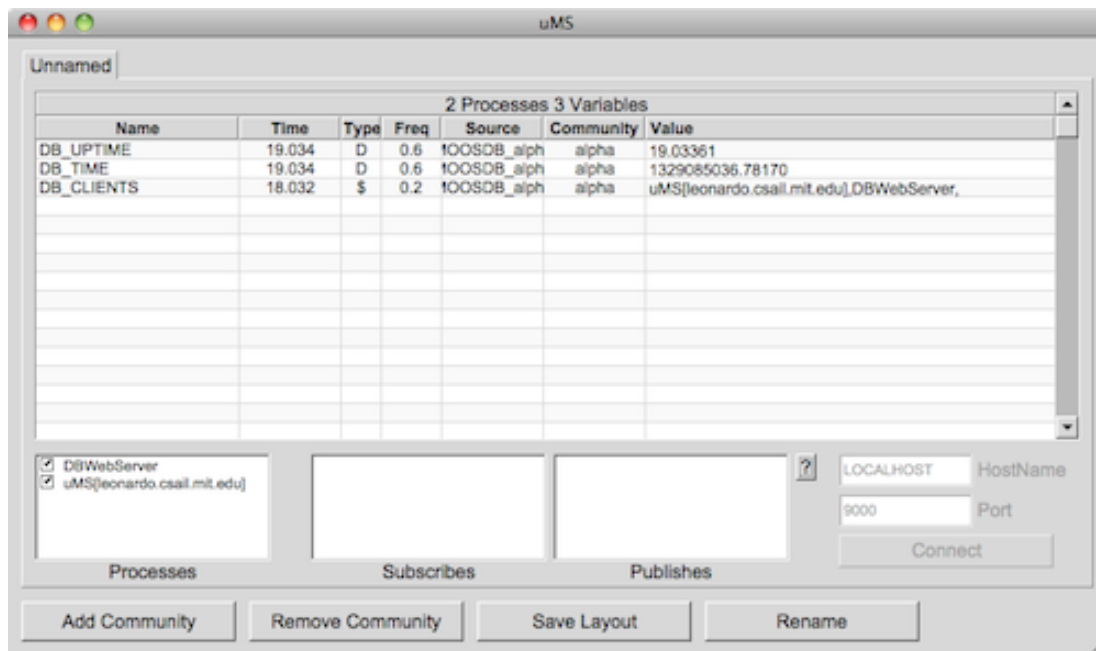 uMS
Unnamed
2 Processes 3 Variables
Name Time Type Freq Source Community Value
DB_UPTIME 19.034 D 0.6 OOSDB_alph alpha 19.03361
DB_TIME 19.034 D 0.6 OOSDB_alph alpha 1329085036.78170
DB_CLIENTS 18.032 $ 0.2 OOSDB_alph alpha uMS[leonardo.csail.mit.edu],DBWebServer,
DBWebServer
uMS[leonardo.csail.mit.edu]
Processes
Subscribes
Publishes
?
LOCALHOST HostName
9000 Port
Connect
Add Community Remove Community Save Layout Rename